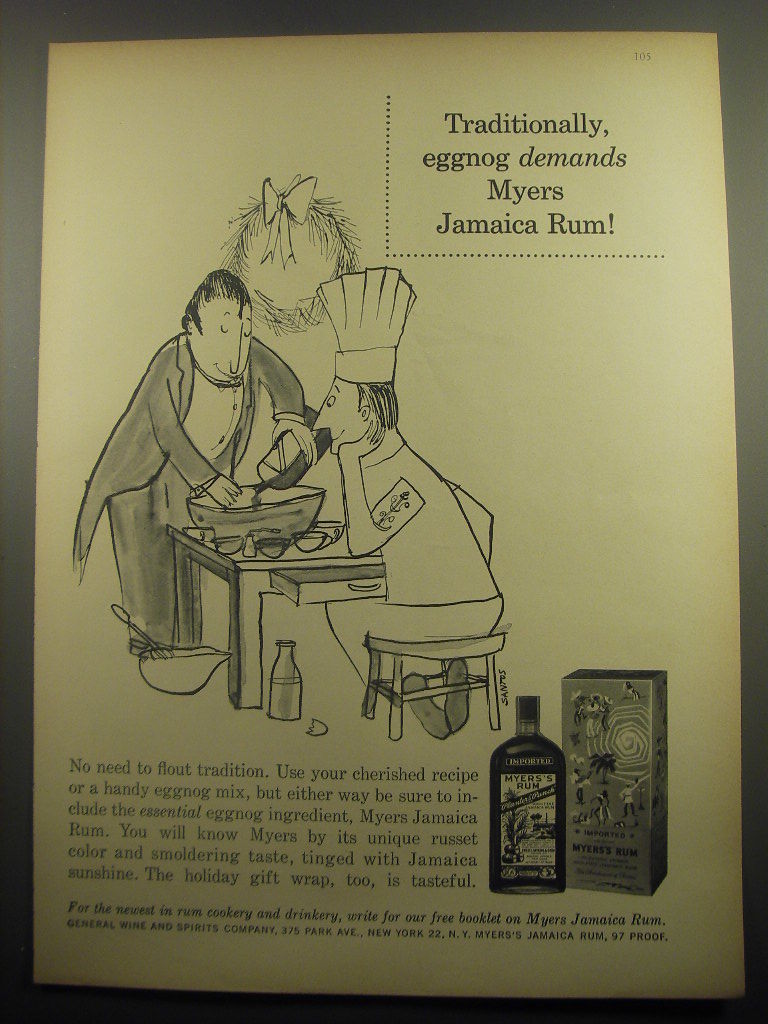 105
Traditionally,
eggnog demands
Myers
Jamaica Rum!
SANTOS
No need to flout tradition. Use your cherished recipe
or a handy eggnog mix, but either way be sure to in-
clude the essential eggnog ingredient, Myers Jamaica
Rum. You will know Myers by its unique russet
color and smoldering taste, tinged with Jamaica
sunshine. The holiday gift wrap, too, is tasteful.
IMPORTED
MYERS'S
RUM
Planter's Punch
IMPORTED
MYERS'S RUM
For the newest in rum cookery and drinkery, write for our free booklet on Myers Jamaica Rum.
GENERAL WINE AND SPIRITS COMPANY, 375 PARK AVE., NEW YORK 22, N.Y. MYERS'S JAMAICA RUM, 97 PROOF.